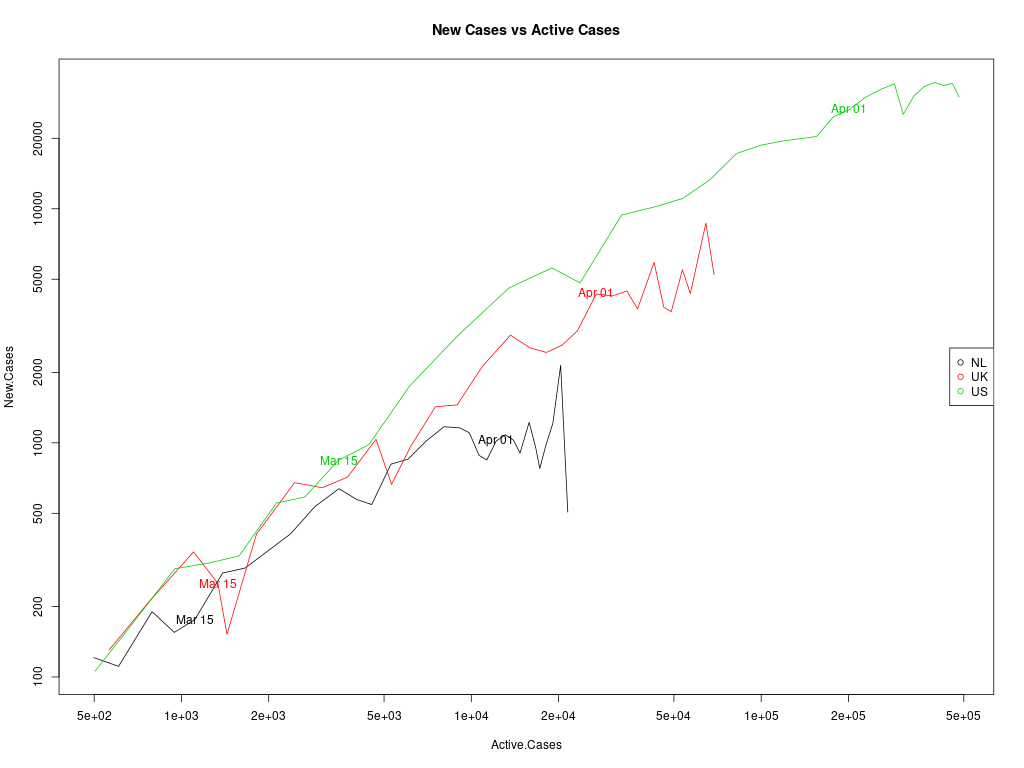 New Cases vs Active Cases
New.Cases
20000
10000
5000
2000
1000
500
200
100
Apr 01
Apr 01
Apr 01
Mar 15
Mar 15
Mar 15
NL
UK
US
5e+02 1e+03 2e+03 5e+03 1e+04 2e+04 5e+04 1e+05 2e+05 5e+05
Active.Cases